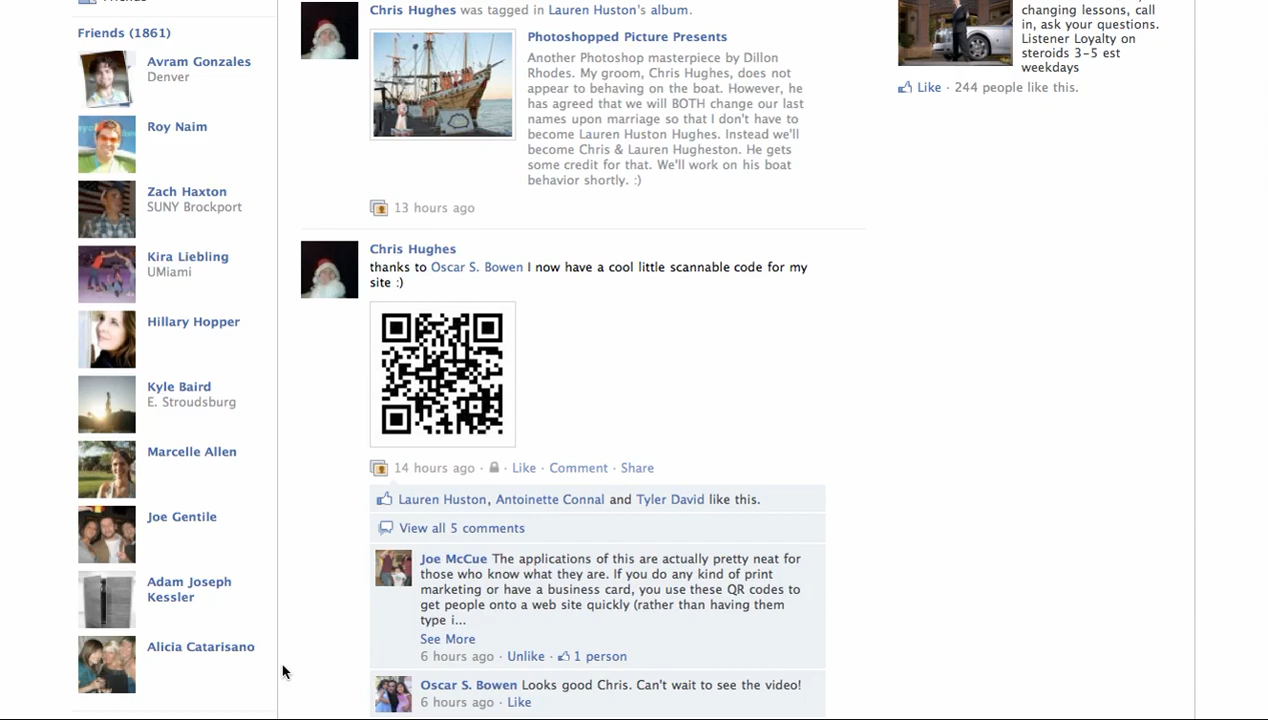 Friends (1861)
Avram Gonzales
Denver
Roy Naim
Zach Haxton
SUNY Brockport
Kira Liebling
UMiami
Hillary Hopper
Kyle Baird
E. Stroudsburg
Marcelle Allen
Joe Gentile
Adam Joseph
Kessler
Alicia Catarisano
Chris Hughes was tagged in Lauren Huston's album.
Photoshopped Picture Presents
Another Photoshop masterpiece by Dillon
Rhodes. My groom, Chris Hughes, does not
appear to behaving on the boat. However, he
has agreed that we will BOTH change our last
names upon marriage so that I don't have to
become Lauren Huston Hughes. Instead we'll
become Chris & Lauren Hugheston. He gets
some credit for that. We'll work on his boat
behavior shortly. :)
13 hours ago
Chris Hughes
thanks to Oscar S. Bowen I now have a cool little scannable code for my
site :)
14 hours ago · Like · Comment · Share
Lauren Huston, Antoinette Connal and Tyler David like this.
View all 5 comments
Joe McCue The applications of this are actually pretty neat for
those who know what they are. If you do any kind of print
marketing or have a business card, you use these QR codes to
get people onto a web site quickly (rather than having them
type i...
See More
6 hours ago · Unlike · 1 person
Oscar S. Bowen Looks good Chris. Can't wait to see the video!
6 hours ago · Like
changing lessons, call
in, ask your questions.
Listener Loyalty on
steroids 3-5 est
weekdays
Like · 244 people like this.